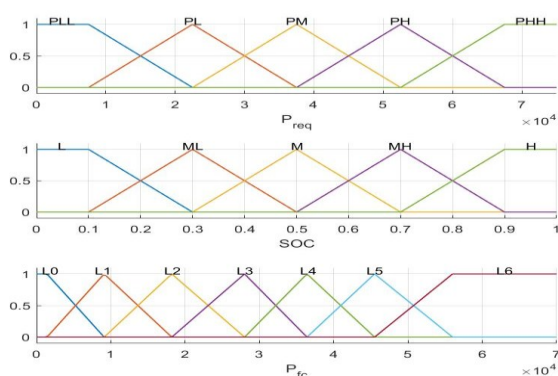 PLL PL PM PH PHH
1
0.5
0
0 1 2 3 4 5 6 7
P_req ×10^4
L ML M MH H
1
0.5
0
0 0.1 0.2 0.3 0.4 0.5 0.6 0.7 0.8 0.9 1
SOC
L0 L1 L2 L3 L4 L5 L6
1
0.5
0
0 1 2 3 4 5 6 7
P_fc ×10^4